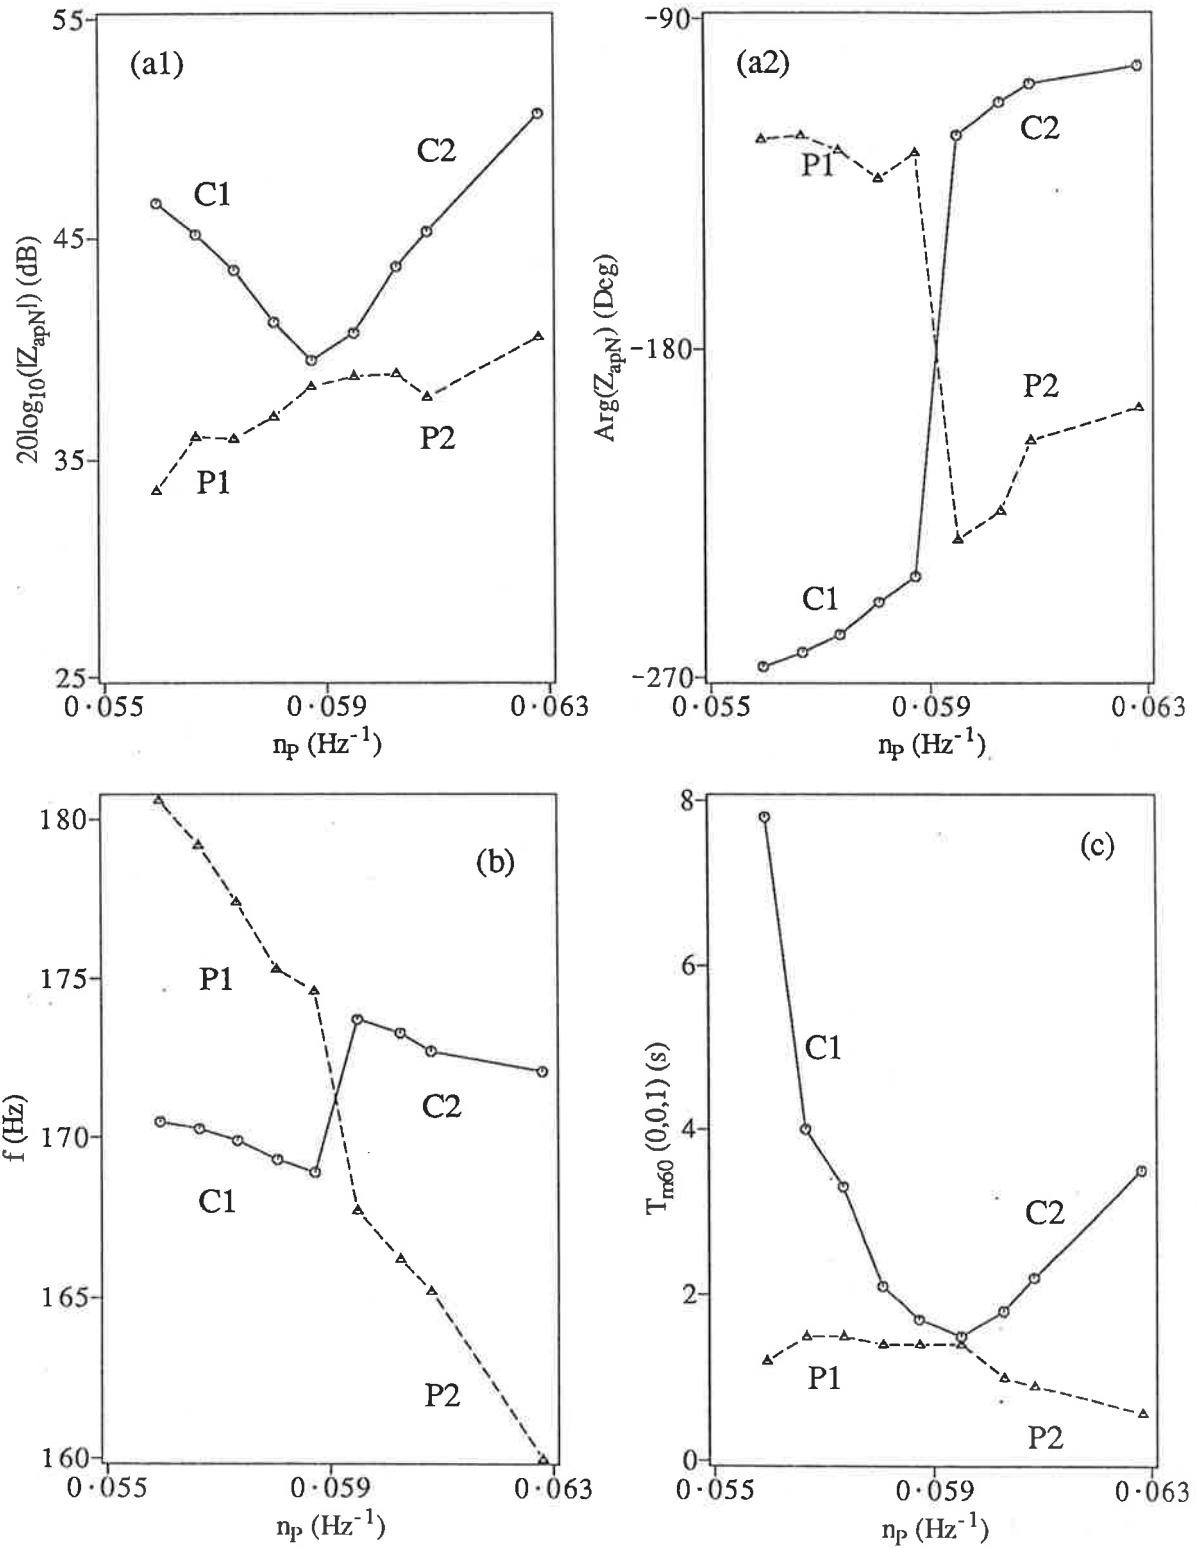 55
45
35
25
20log10(|ZapN|) (dB)
(a1)
C1
C2
P1
P2
0·055
0·059
0·063
nP (Hz-1)
-90
-180
-270
Arg(ZapN) (Deg)
(a2)
P1
C2
P2
C1
0·055
0·059
0·063
nP (Hz-1)
180
175
170
165
160
f (Hz)
(b)
P1
C2
C1
P2
0·055
0·059
0·063
nP (Hz-1)
8
6
4
2
0
Tm60 (0,0,1) (s)
(c)
C1
C2
P1
P2
0·055
0·059
0·063
nP (Hz-1)